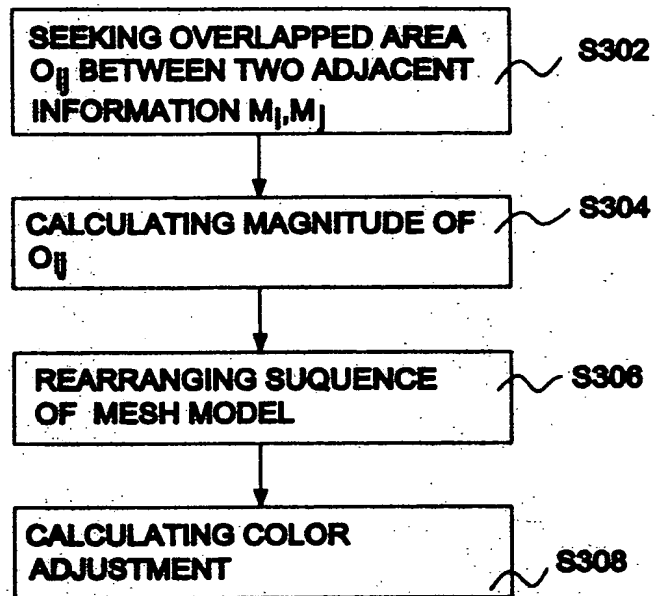 SEEKING OVERLAPPED AREA
Oij BETWEEN TWO ADJACENT
INFORMATION Mi,Mj
S302
CALCULATING MAGNITUDE OF
Oij
S304
REARRANGING SUQUENCE
OF MESH MODEL
S306
CALCULATING COLOR
ADJUSTMENT
S308